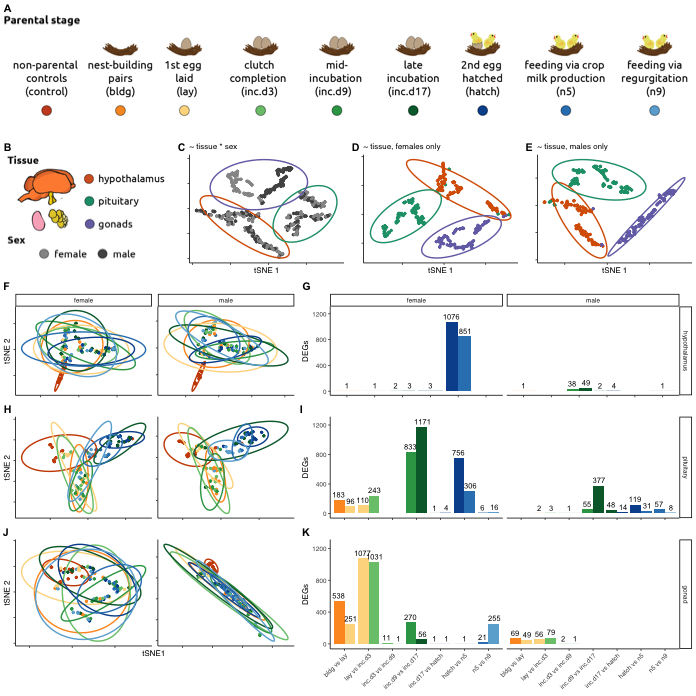 A
Parental stage
non-parental controls (control)
nest-building pairs (bldg)
1st egg laid (lay)
clutch completion (inc.d3)
mid-incubation (inc.d9)
late incubation (inc.d17)
2nd egg hatched (hatch)
feeding via crop milk production (n5)
feeding via regurgitation (n9)
B
Tissue
hypothalamus
pituitary
gonads
Sex
female
male
C
~ tissue * sex
tSNE 1
D
~ tissue, females only
tSNE 1
E
~ tissue, males only
tSNE 1
F
female
male
tSNE 2
G
female
male
DEGs
1200
800
400
0
1 1 2 3 3 1076 851
1 38 49 2 4 1
hypothalamus
H
tSNE 2
I
DEGs
1200
800
400
0
183 96 110 243 833 1171 1 4 756 306 6 16
2 3 1 55 377 48 14 119 31 57 8
pituitary
J
tSNE 2
tSNE1
K
DEGs
1200
800
400
0
538 251 1077 1031 11 1 270 56 1 1 21 255
69 49 56 79 2 1
gonad
bldg vs lay
lay vs inc.d3
inc.d3 vs inc.d9
inc.d9 vs inc.d17
inc.d17 vs hatch
hatch vs n5
n5 vs n9
bldg vs lay
lay vs inc.d3
inc.d3 vs inc.d9
inc.d9 vs inc.d17
inc.d17 vs hatch
hatch vs n5
n5 vs n9